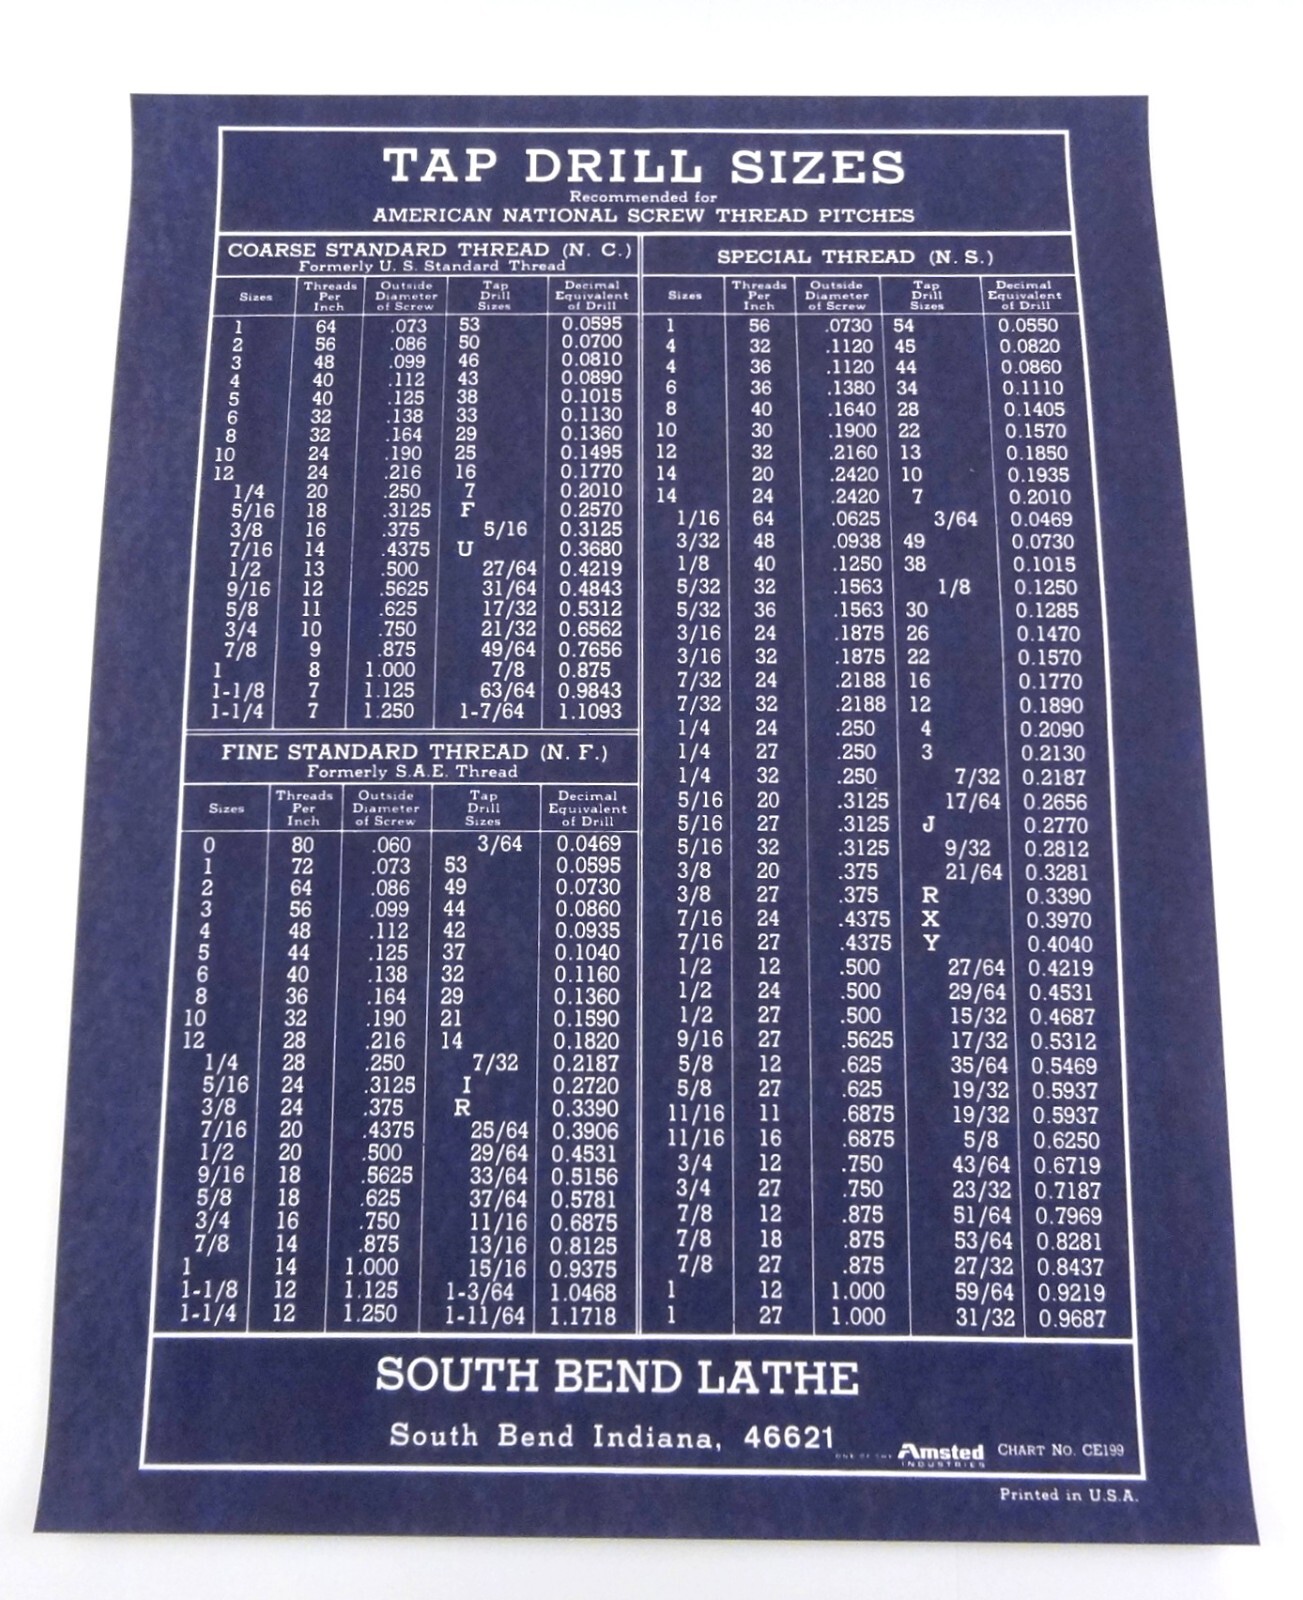 TAP DRILL SIZES
Recommended for
AMERICAN NATIONAL SCREW THREAD PITCHES
COARSE STANDARD THREAD (N. C.)
Formerly U. S. Standard Thread
Sizes Threads Per Inch Outside Diameter of Screw Tap Drill Sizes Decimal Equivalent of Drill
1 64 .073 53 0.0595
2 56 .086 50 0.0700
3 48 .099 46 0.0810
4 40 .112 43 0.0890
5 40 .125 38 0.1015
6 32 .138 33 0.1130
8 32 .164 29 0.1360
10 24 .190 25 0.1495
12 24 .216 16 0.1770
1/4 20 .250 7 0.2010
5/16 18 .3125 F 0.2570
3/8 16 .375 5/16 0.3125
7/16 14 .4375 U 0.3680
1/2 13 .500 27/64 0.4219
9/16 12 .5625 31/64 0.4843
5/8 11 .625 17/32 0.5312
3/4 10 .750 21/32 0.6562
7/8 9 .875 49/64 0.7656
1 8 1.000 7/8 0.875
1-1/8 7 1.125 63/64 0.9843
1-1/4 7 1.250 1-7/64 1.1093
FINE STANDARD THREAD (N. F.)
Formerly S.A.E. Thread
Sizes Threads Per Inch Outside Diameter of Screw Tap Drill Sizes Decimal Equivalent of Drill
0 80 .060 3/64 0.0469
1 72 .073 53 0.0595
2 64 .086 49 0.0730
3 56 .099 44 0.0860
4 48 .112 42 0.0935
5 44 .125 37 0.1040
6 40 .138 32 0.1160
8 36 .164 29 0.1360
10 32 .190 21 0.1590
12 28 .216 14 0.1820
1/4 28 .250 7/32 0.2187
5/16 24 .3125 I 0.2720
3/8 24 .375 R 0.3390
7/16 20 .4375 25/64 0.3906
1/2 20 .500 29/64 0.4531
9/16 18 .5625 33/64 0.5156
5/8 18 .625 37/64 0.5781
3/4 16 .750 11/16 0.6875
7/8 14 .875 13/16 0.8125
1 14 1.000 15/16 0.9375
1-1/8 12 1.125 1-3/64 1.0468
1-1/4 12 1.250 1-11/64 1.1718
SPECIAL THREAD (N. S.)
Sizes Threads Per Inch Outside Diameter of Screw Tap Drill Sizes Decimal Equivalent of Drill
1 56 .0730 54 0.0550
4 32 .1120 45 0.0820
4 36 .1120 44 0.0860
6 36 .1380 34 0.1110
8 40 .1640 28 0.1405
10 30 .1900 22 0.1570
12 32 .2160 13 0.1850
14 20 .2420 10 0.1935
14 24 .2420 7 0.2010
1/16 64 .0625 3/64 0.0469
3/32 48 .0938 49 0.0730
1/8 40 .1250 38 0.1015
5/32 32 .1563 1/8 0.1250
5/32 36 .1563 30 0.1285
3/16 24 .1875 26 0.1470
3/16 32 .1875 22 0.1570
7/32 24 .2188 16 0.1770
7/32 32 .2188 12 0.1890
1/4 24 .250 4 0.2090
1/4 27 .250 3 0.2130
1/4 32 .250 7/32 0.2187
5/16 20 .3125 17/64 0.2656
5/16 27 .3125 J 0.2770
5/16 32 .3125 9/32 0.2812
3/8 20 .375 21/64 0.3281
3/8 27 .375 R 0.3390
7/16 24 .4375 X 0.3970
7/16 27 .4375 Y 0.4040
1/2 12 .500 27/64 0.4219
1/2 24 .500 29/64 0.4531
1/2 27 .500 15/32 0.4687
9/16 27 .5625 17/32 0.5312
5/8 12 .625 35/64 0.5469
5/8 27 .625 19/32 0.5937
11/16 11 .6875 19/32 0.5937
11/16 16 .6875 5/8 0.6250
3/4 12 .750 43/64 0.6719
3/4 27 .750 23/32 0.7187
7/8 12 .875 51/64 0.7969
7/8 18 .875 53/64 0.8281
7/8 27 .875 27/32 0.8437
1 12 1.000 59/64 0.9219
1 27 1.000 31/32 0.9687
SOUTH BEND LATHE
South Bend Indiana, 46621
ONE OF THE Amsted INDUSTRIES CHART NO. CE199
Printed in U.S.A.